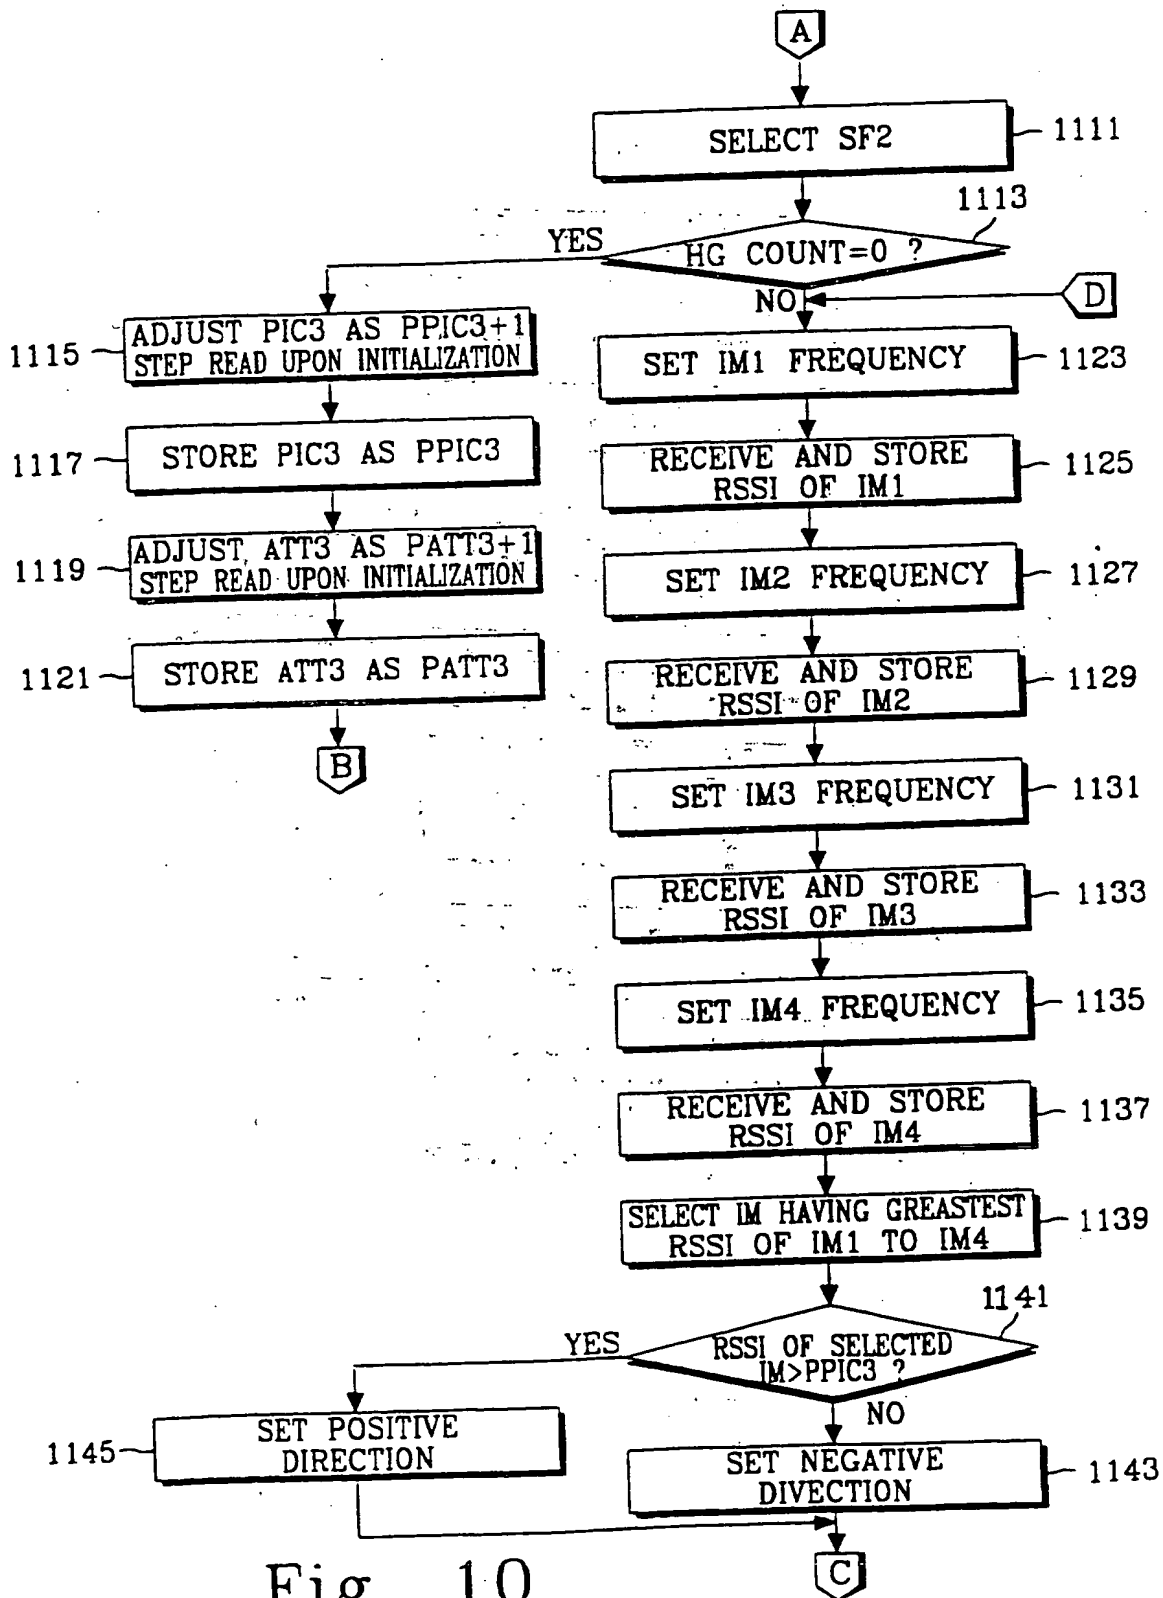 A
SELECT SF2
1111
1113
HG COUNT=0 ?
YES
NO
D
ADJUST PIC3 AS PPIC3+1
STEP READ UPON INITIALIZATION
1115
STORE PIC3 AS PPIC3
1117
ADJUST ATT3 AS PATT3+1
STEP READ UPON INITIALIZATION
1119
STORE ATT3 AS PATT3
1121
B
SET IM1 FREQUENCY
1123
RECEIVE AND STORE
RSSI OF IM1
1125
SET IM2 FREQUENCY
1127
RECEIVE AND STORE
RSSI OF IM2
1129
SET IM3 FREQUENCY
1131
RECEIVE AND STORE
RSSI OF IM3
1133
SET IM4 FREQUENCY
1135
RECEIVE AND STORE
RSSI OF IM4
1137
SELECT IM HAVING GREASTEST
RSSI OF IM1 TO IM4
1139
1141
RSSI OF SELECTED
IM>PPIC3 ?
YES
NO
SET POSITIVE
DIRECTION
1145
SET NEGATIVE
DIVECTION
1143
C
Fig. 10